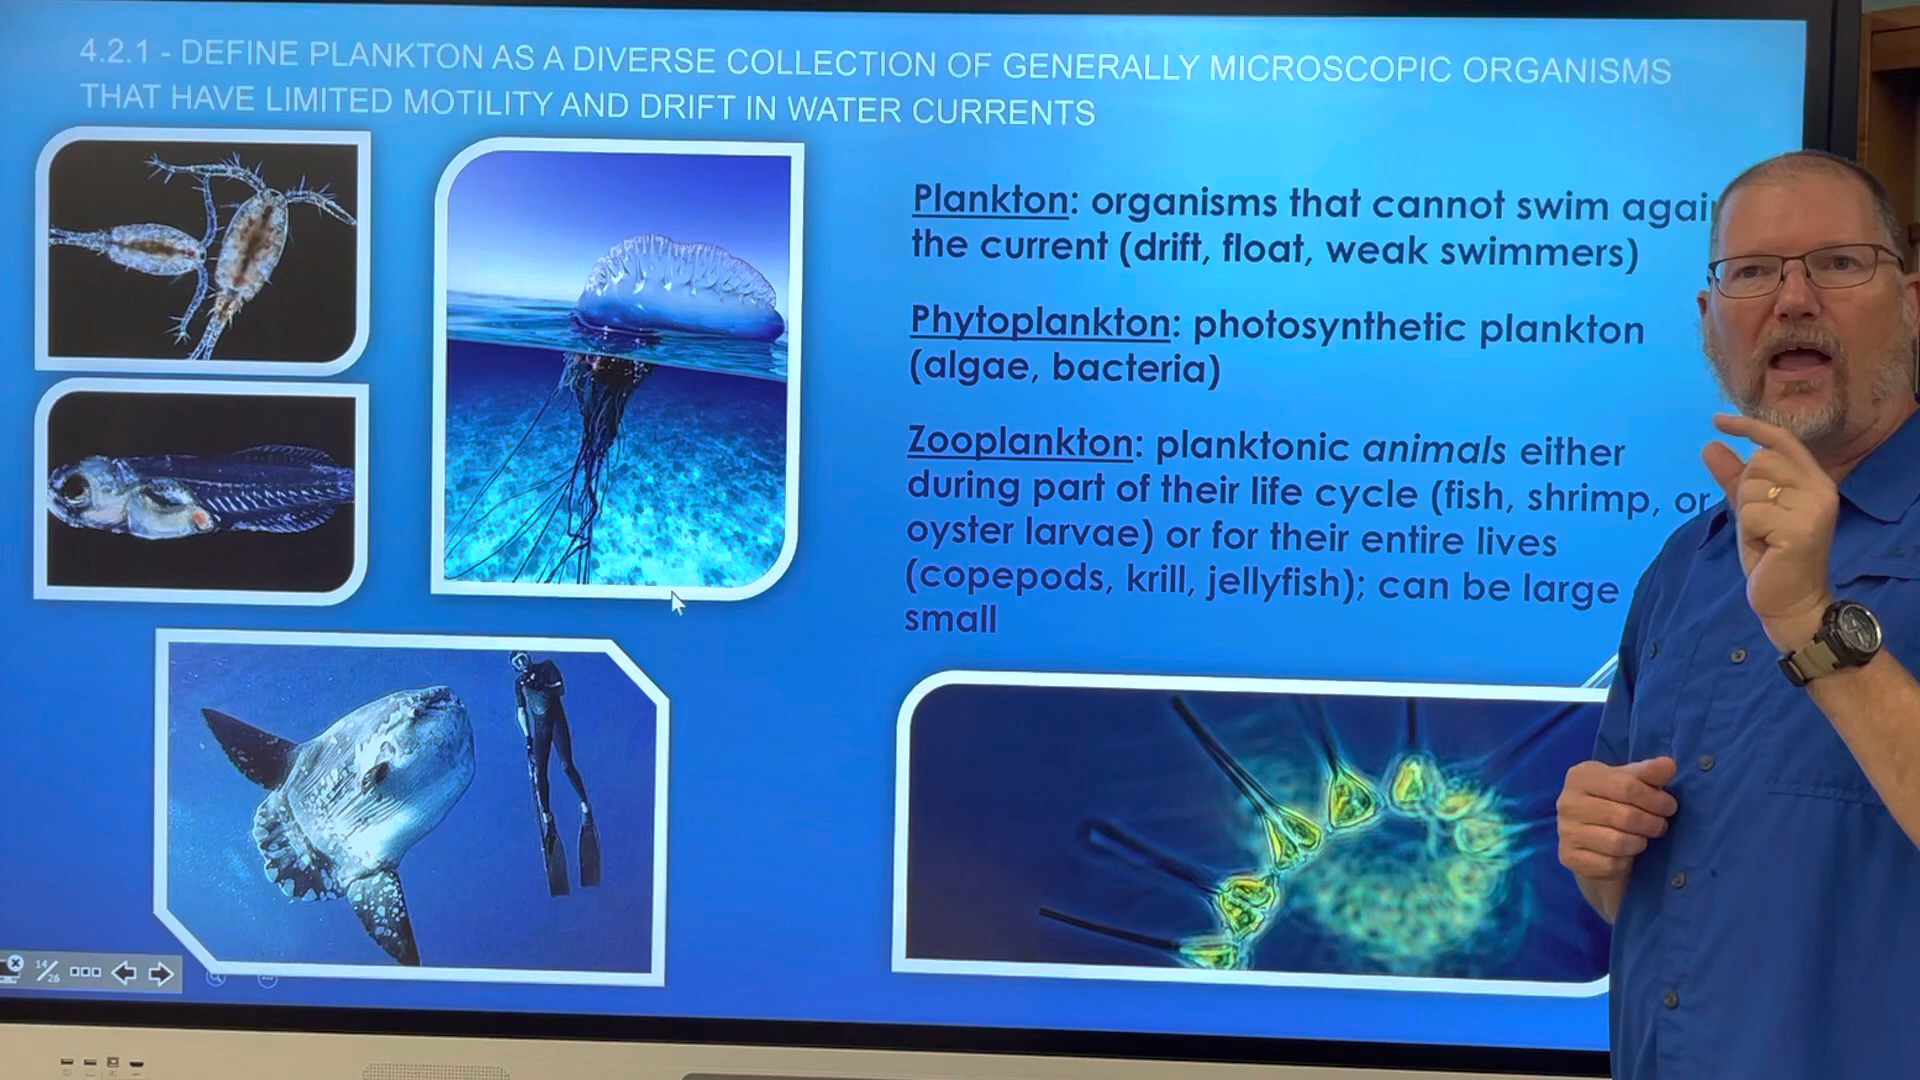 4.2.1 - DEFINE PLANKTON AS A DIVERSE COLLECTION OF GENERALLY MICROSCOPIC ORGANISMS
THAT HAVE LIMITED MOTILITY AND DRIFT IN WATER CURRENTS
Plankton: organisms that cannot swim agai
the current (drift, float, weak swimmers)
Phytoplankton: photosynthetic plankton
(algae, bacteria)
Zooplankton: planktonic animals either
during part of their life cycle (fish, shrimp, or
oyster larvae) or for their entire lives
(copepods, krill, jellyfish); can be large
small
14/26